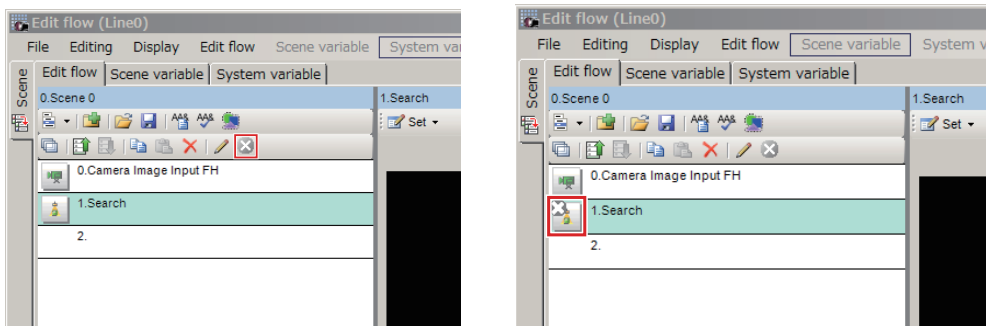 Edit flow (Line0)
File Editing Display Edit flow Scene variable System va
Scene
Edit flow Scene variable System variable
0.Scene 0 1.Search
Set
0.Camera Image Input FH
1.Search
2.
Edit flow (Line0)
File Editing Display Edit flow Scene variable System v
Scene
Edit flow Scene variable System variable
0.Scene 0 1.Search
Set
0.Camera Image Input FH
1.Search
2.